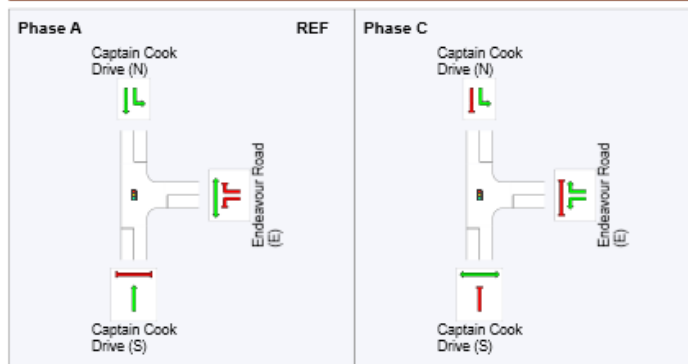 Phase A
REF
Captain Cook
Drive (N)
Endeavour Road
(E)
Captain Cook
Drive (S)
Phase C
Captain Cook
Drive (N)
Endeavour Road
(E)
Captain Cook
Drive (S)